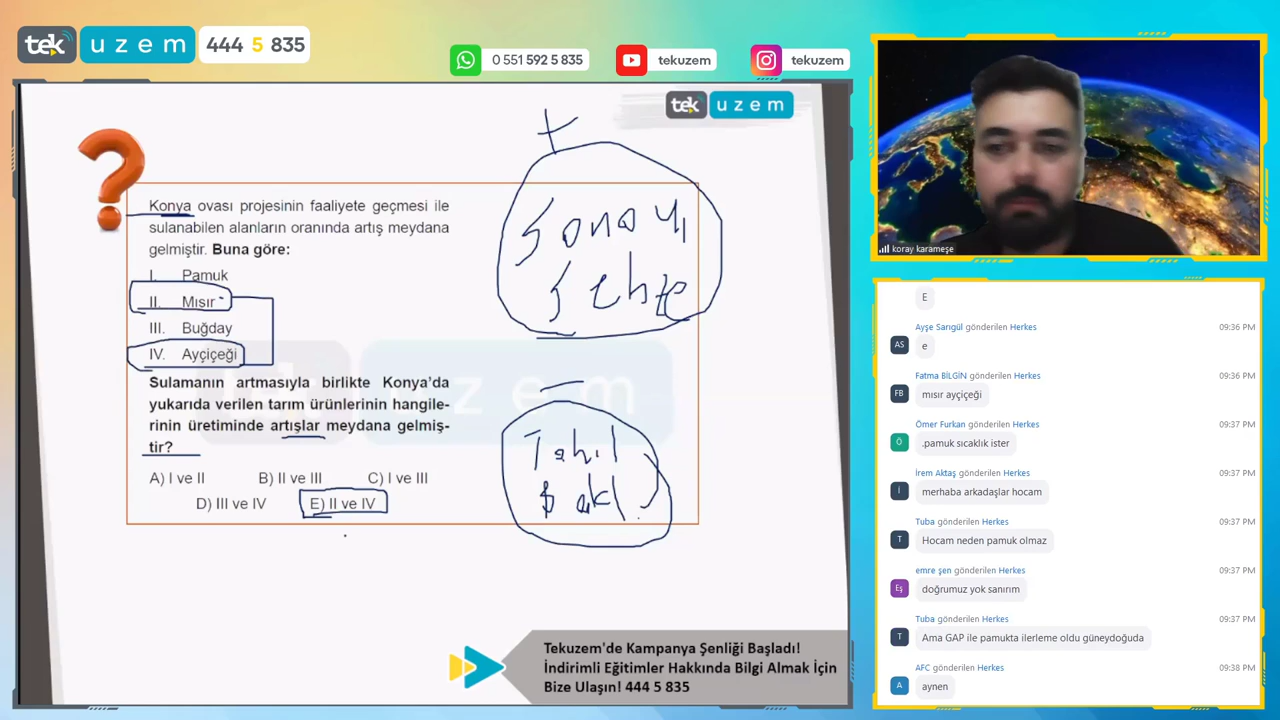 tek uzem 444 5 835
0 551 592 5 835
tekuzem
tekuzem
tek uzem
Konya ovası projesinin faaliyete geçmesi ile
sulanabilen alanların oranında artış meydana
gelmiştir. Buna göre:
I. Pamuk
II. Mısır
III. Buğday
IV. Ayçiçeği
Sulamanın artmasıyla birlikte Konya'da
yukarıda verilen tarım ürünlerinin hangile-
rinin üretiminde artışlar meydana gelmiş-
tir?
A) I ve II B) II ve III C) I ve III
D) III ve IV E) II ve IV
+
Sanayi
Sebze
Tahıl
Bakl
uzem
Tekuzem'de Kampanya Şenliği Başladı!
İndirimli Eğitimler Hakkında Bilgi Almak İçin
Bize Ulaşın! 444 5 835
koray karameşe
E
Ayşe Sarıgül gönderilen Herkes 09:36 PM
AS e
Fatma BİLGİN gönderilen Herkes 09:36 PM
FB mısır ayçiçeği
Ömer Furkan gönderilen Herkes 09:37 PM
Ö .pamuk sıcaklık ister
İrem Aktaş gönderilen Herkes 09:37 PM
İ merhaba arkadaşlar hocam
Tuba gönderilen Herkes 09:37 PM
T Hocam neden pamuk olmaz
emre şen gönderilen Herkes 09:37 PM
Eş doğrumuz yok sanırım
Tuba gönderilen Herkes 09:37 PM
T Ama GAP ile pamukta ilerleme oldu güneydoğuda
AFC gönderilen Herkes 09:38 PM
A aynen